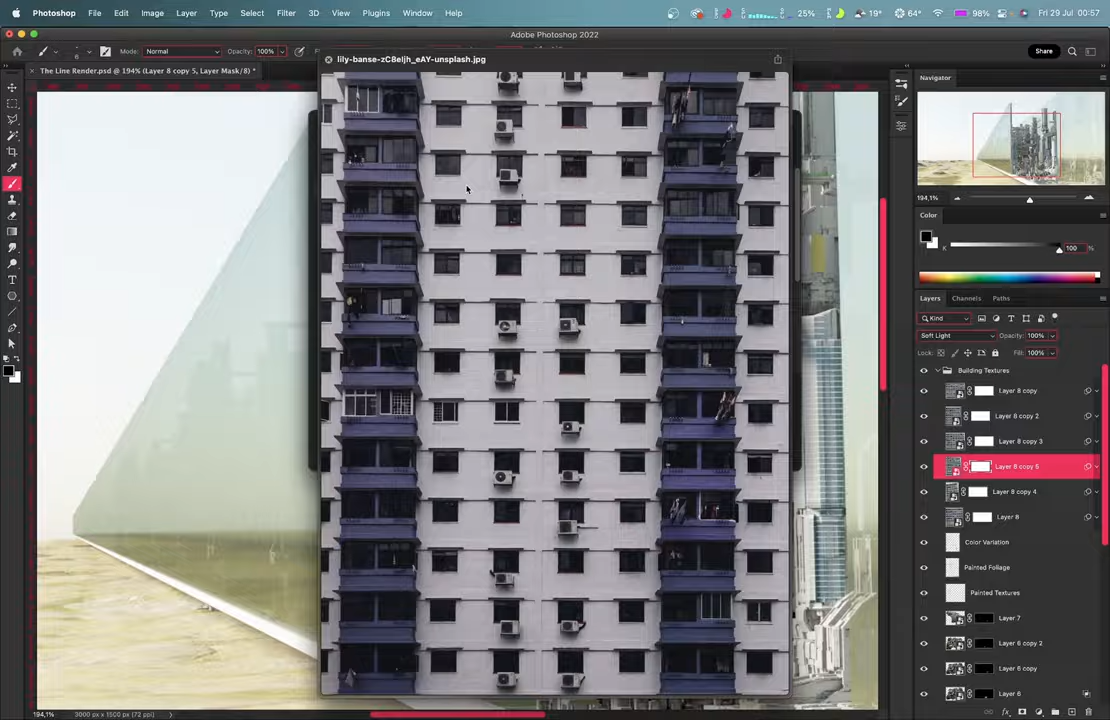 Photoshop File Edit Image Layer Type Select Filter 3D View Plugins Window Help 25% 19° 64° 98% Fri 29 Jul 00:57
Adobe Photoshop 2022
Mode: Normal Opacity: 100% Share
The Line Render.psd @ 194% (Layer 8 copy 5, Layer Mask/8) *
lily-banse-zC8eljh_eAY-unsplash.jpg
Navigator
194,1%
Color
K 100 %
Layers Channels Paths
Kind
Soft Light Opacity: 100%
Lock: Fill: 100%
Building Textures
Layer 8 copy
Layer 8 copy 2
Layer 8 copy 3
Layer 8 copy 5
Layer 8 copy 4
Layer 8
Color Variation
Painted Foliage
Painted Textures
Layer 7
Layer 6 copy 2
Layer 6 copy
Layer 6
194,1% 3000 px x 1500 px (72 ppi)